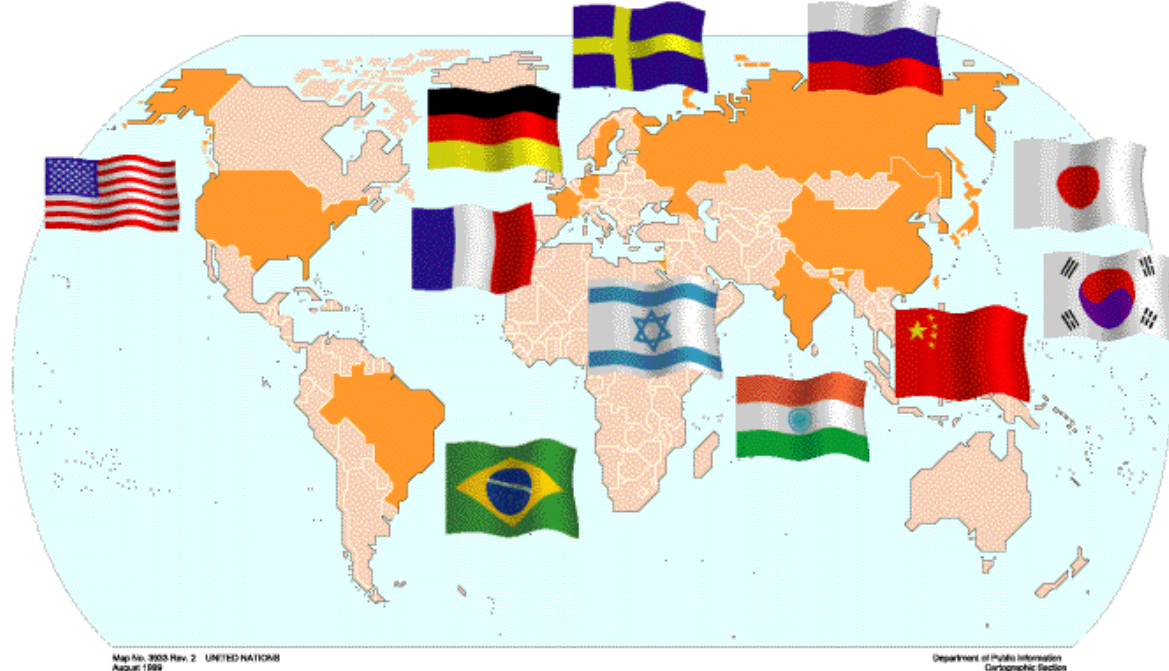 Map No. 3933 Rev. 2 UNITED NATIONS
August 1999
Department of Public Information
Cartographic Section